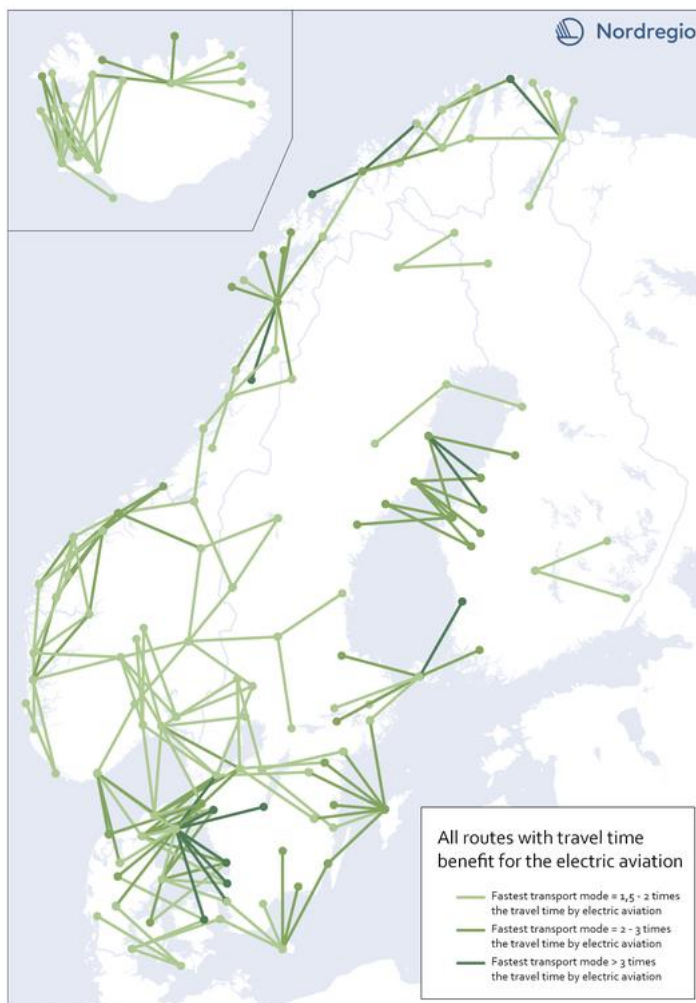 Nordregio
All routes with travel time
benefit for the electric aviation
Fastest transport mode = 1,5 - 2 times
the travel time by electric aviation
Fastest transport mode = 2 - 3 times
the travel time by electric aviation
Fastest transport mode > 3 times
the travel time by electric aviation